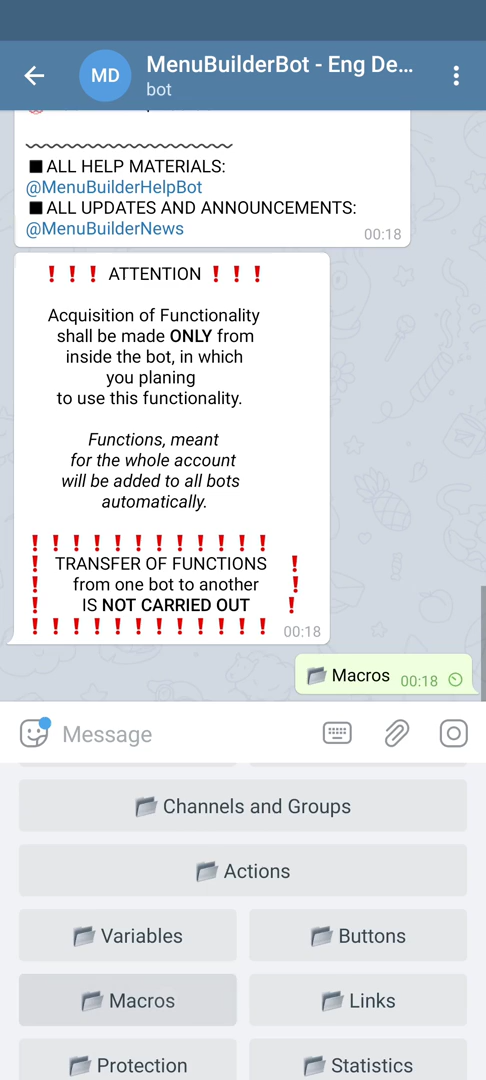 MD
MenuBuilderBot - Eng De...
bot
ALL HELP MATERIALS:
@MenuBuilderHelpBot
ALL UPDATES AND ANNOUNCEMENTS:
@MenuBuilderNews
00:18
❗❗❗ ATTENTION ❗❗❗
Acquisition of Functionality
shall be made ONLY from
inside the bot, in which
you planing
to use this functionality.
Functions, meant
for the whole account
will be added to all bots
automatically.
❗❗❗❗❗❗❗❗❗❗❗❗
❗ TRANSFER OF FUNCTIONS ❗
❗ from one bot to another ❗
❗ IS NOT CARRIED OUT ❗
❗❗❗❗❗❗❗❗❗❗❗❗
00:18
Macros 00:18
Message
Channels and Groups
Actions
Variables
Buttons
Macros
Links
Protection
Statistics